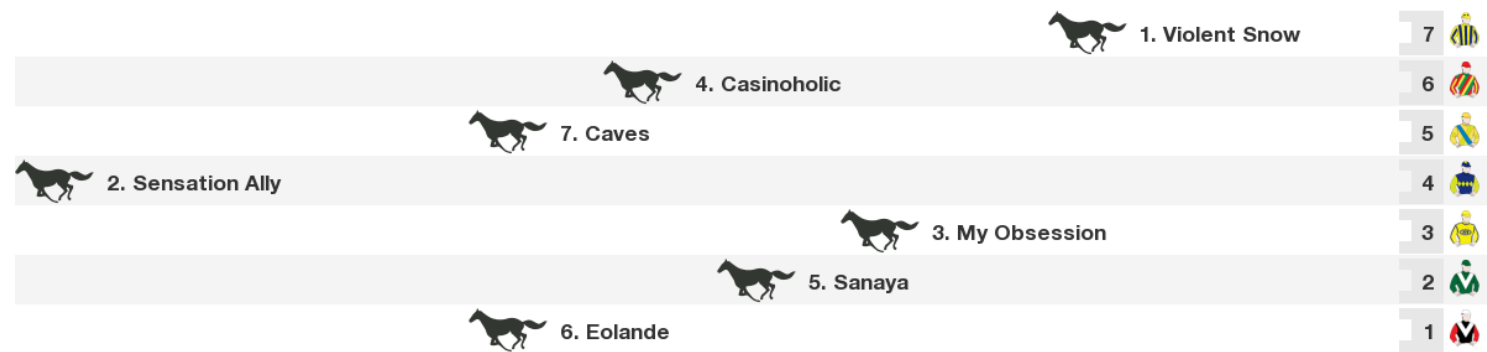 1. Violent Snow 7
4. Casinoholic 6
7. Caves 5
2. Sensation Ally 4
3. My Obsession 3
5. Sanaya 2
6. Eolande 1